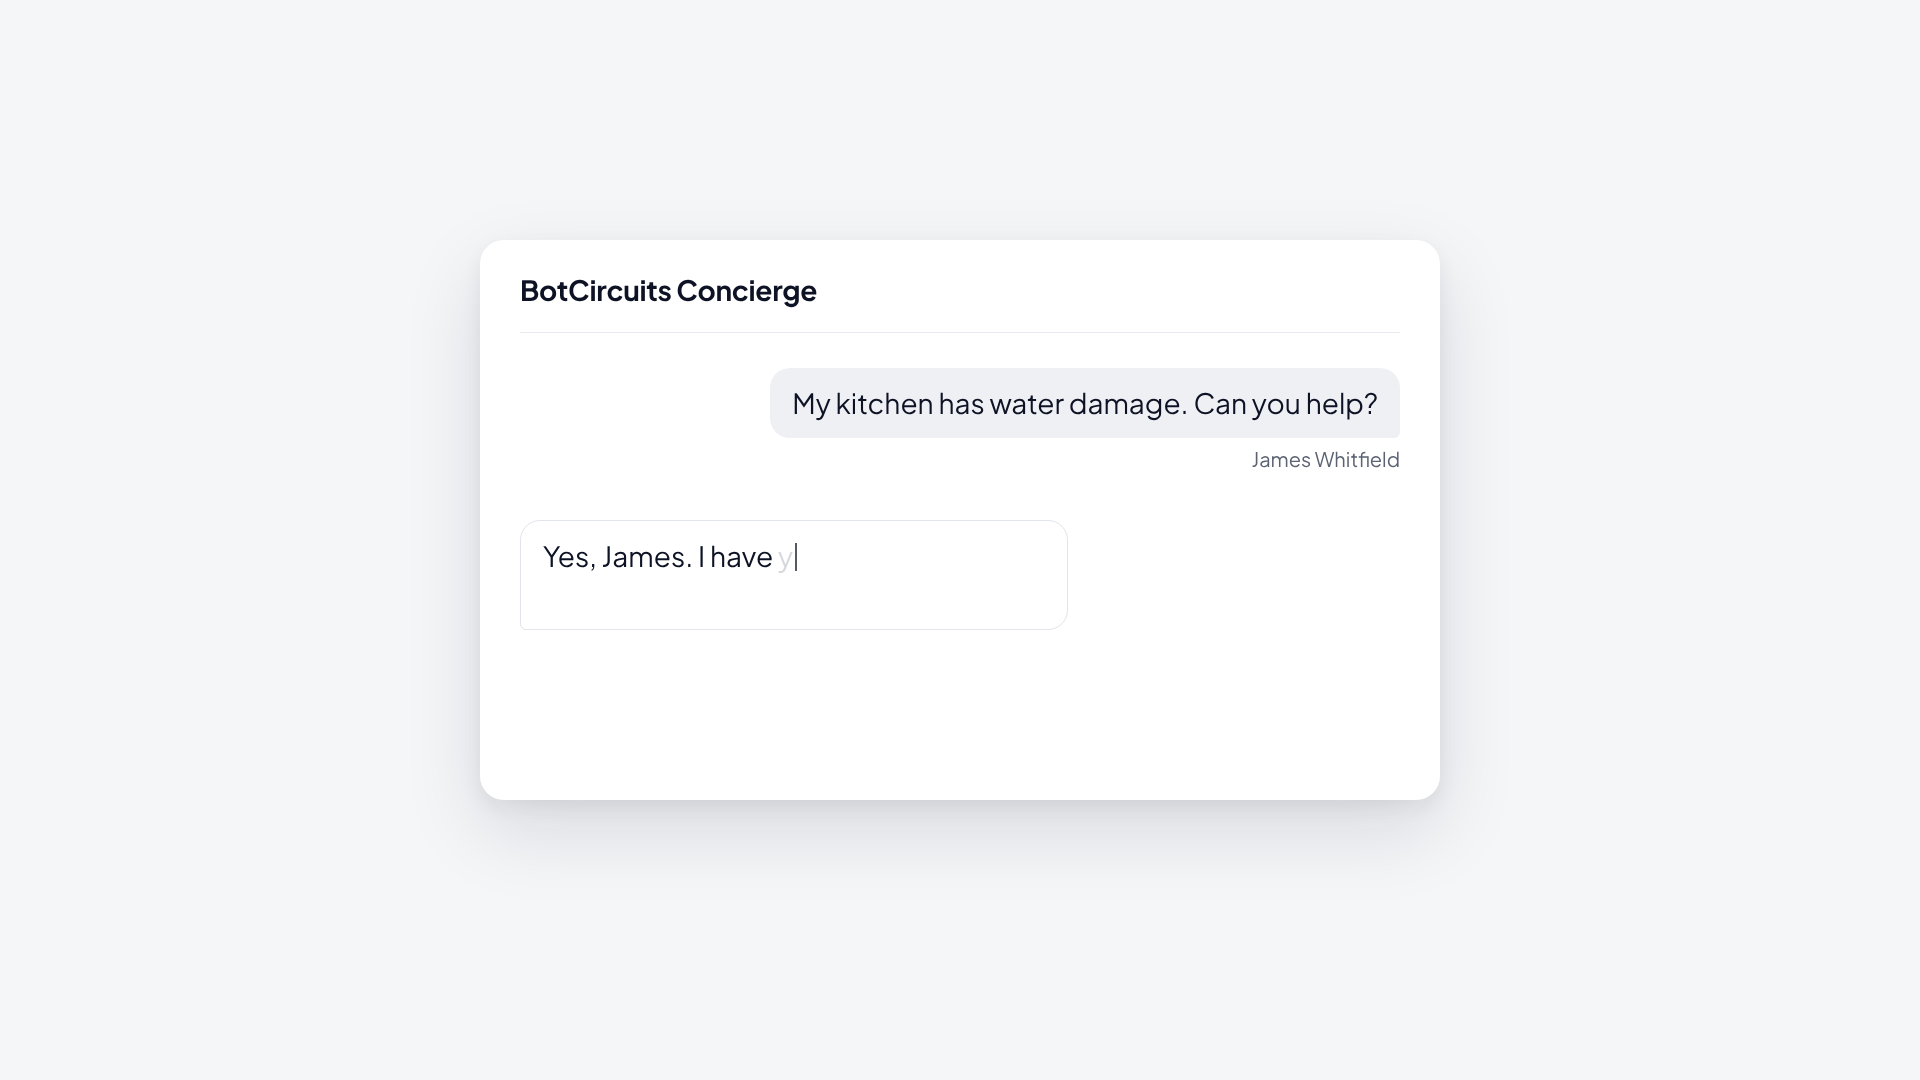 BotCircuits Concierge
My kitchen has water damage. Can you help?
James Whitfield
Yes, James. I have y